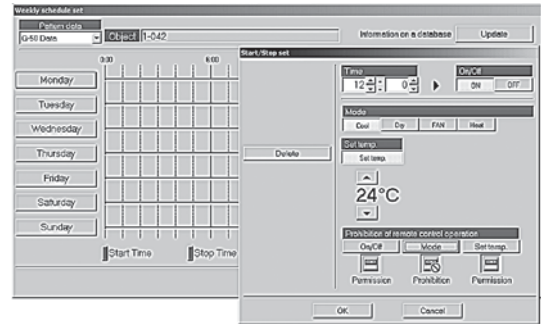 Weekly schedule set
Pattern data
G-50 Data
Object
1-042
Information on a database
Update
3:00
6:00
Monday
Tuesday
Wednesday
Thursday
Friday
Saturday
Sunday
Start Time
Stop Time
Start/Stop set
Time
On/Off
12 : 0
ON
OFF
Mode
Cool
Dry
FAN
Heat
Delete
Set temp.
Set temp.
24°C
Prohibition of remote control operation
On/Off
Mode
Set temp.
Permission
Prohibition
Permission
OK
Cancel